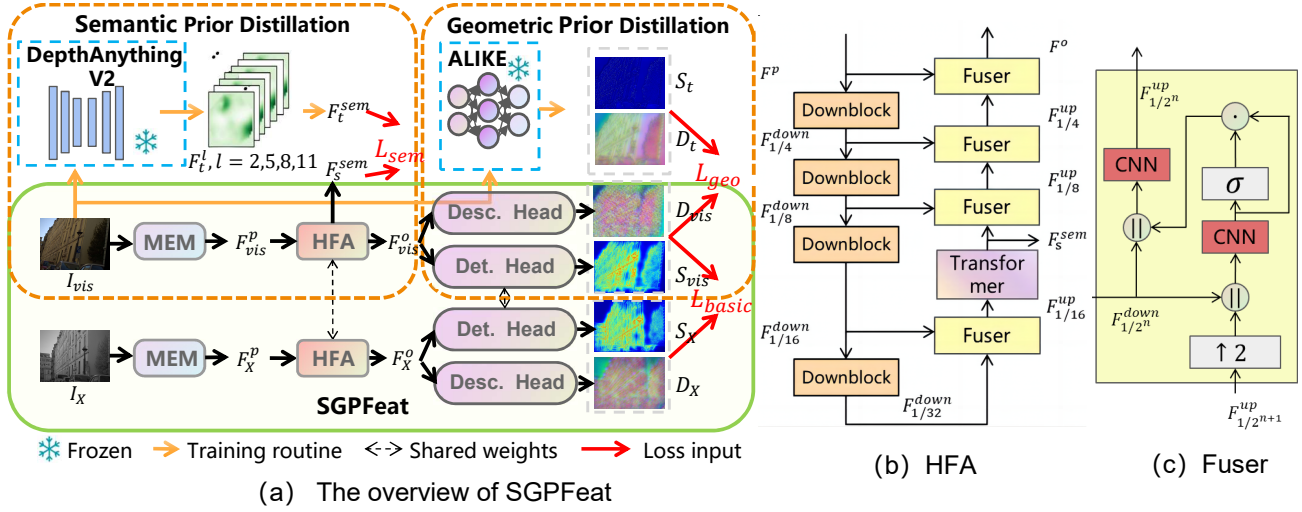 Semantic Prior Distillation
Geometric Prior Distillation
DepthAnything
V2
ALIKE
F_t^l, l = 2,5,8,11
F_t^sem
F_s^sem
L_sem
S_t
D_t
L_geo
I_vis
MEM
F_vis^p
HFA
F_vis^o
Desc. Head
Det. Head
D_vis
S_vis
L_basic
I_X
MEM
F_X^p
HFA
F_X^o
Det. Head
Desc. Head
S_X
D_X
SGPFeat
Frozen
Training routine
Shared weights
Loss input
(a) The overview of SGPFeat
F^p
F^o
Downblock
Fuser
F_1/4^down
F_1/4^up
Downblock
Fuser
F_1/8^down
F_1/8^up
Downblock
Fuser
F_s^sem
Transfor
mer
F_1/16^down
F_1/16^up
Fuser
Downblock
F_1/32^down
(b) HFA
F_1/2^n^up
·
CNN
σ
CNN
||
||
F_1/2^n^down
↑ 2
F_1/2^n+1^up
(c) Fuser